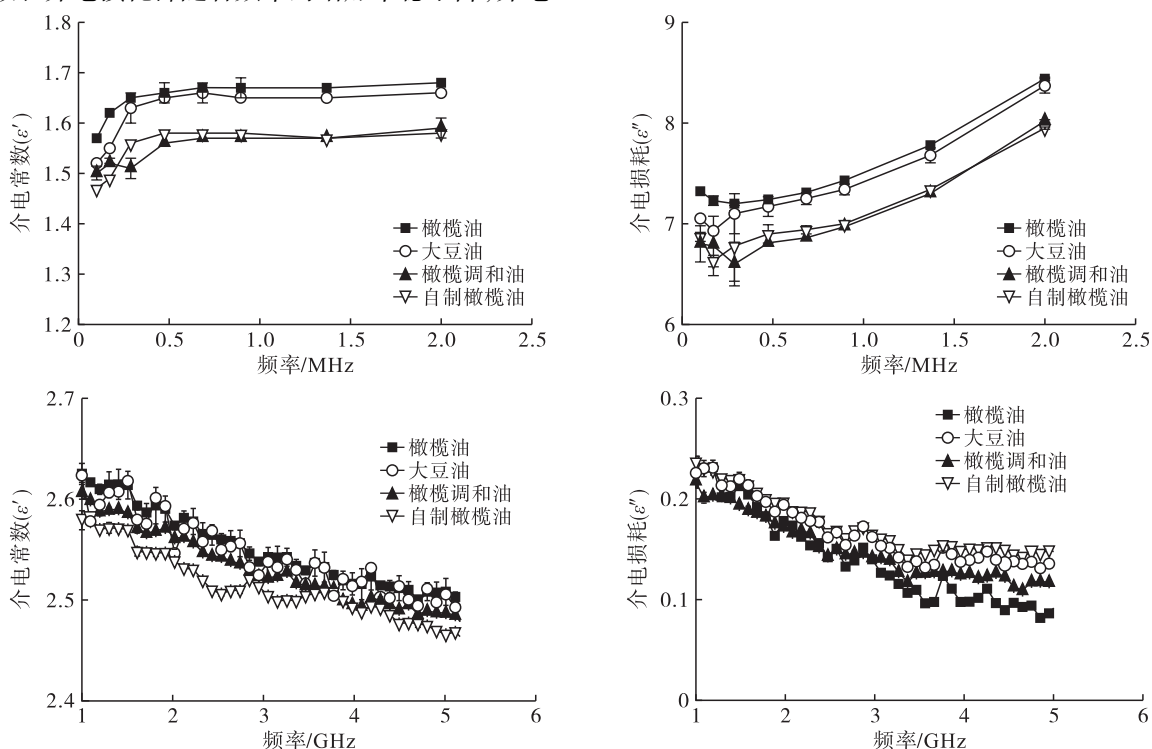 1.8
1.7
1.6
1.5
1.4
1.3
1.2
介电常数(ε′)
橄榄油
大豆油
橄榄调和油
自制橄榄油
0 0.5 1.0 1.5 2.0 2.5
频率/MHz
9
8
7
6
介电损耗(ε″)
橄榄油
大豆油
橄榄调和油
自制橄榄油
0 0.5 1.0 1.5 2.0 2.5
频率/MHz
2.7
2.6
2.5
2.4
介电常数(ε′)
橄榄油
大豆油
橄榄调和油
自制橄榄油
1 2 3 4 5 6
频率/GHz
0.3
0.2
0.1
0
介电损耗(ε″)
橄榄油
大豆油
橄榄调和油
自制橄榄油
1 2 3 4 5 6
频率/GHz